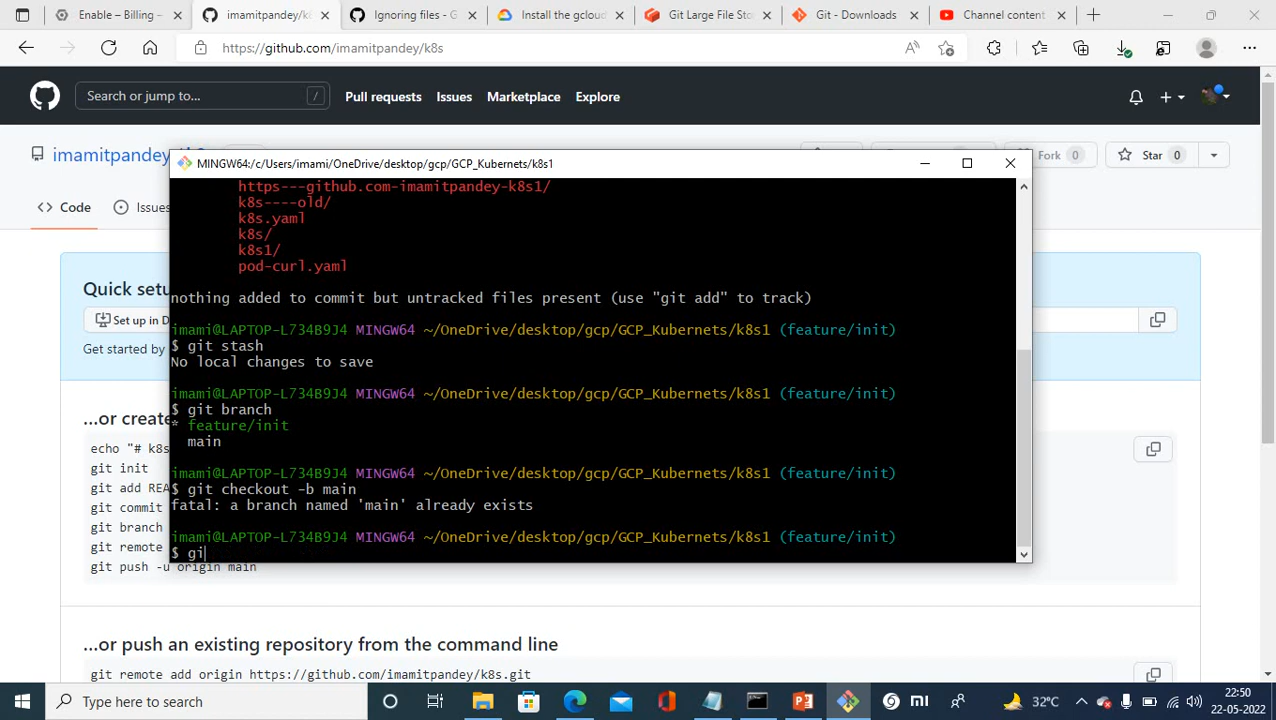 Enable – Billing –
imamitpandey/k
Ignoring files - G
Install the gcloud
Git Large File Sto
Git - Downloads
Channel content
https://github.com/imamitpandey/k8s
Search or jump to...
/
Pull requests
Issues
Marketplace
Explore
imamitpandey
Fork
0
Star
0
Code
Issues
MINGW64:/c/Users/imami/OneDrive/desktop/gcp/GCP_Kubernets/k8s1
https---github.com-imamitpandey-k8s1/
k8s----old/
k8s.yaml
k8s/
k8s1/
pod-curl.yaml
nothing added to commit but untracked files present (use "git add" to track)
imami@LAPTOP-L734B9J4 MINGW64 ~/OneDrive/desktop/gcp/GCP_Kubernets/k8s1 (feature/init)
$ git stash
No local changes to save
imami@LAPTOP-L734B9J4 MINGW64 ~/OneDrive/desktop/gcp/GCP_Kubernets/k8s1 (feature/init)
$ git branch
* feature/init
main
imami@LAPTOP-L734B9J4 MINGW64 ~/OneDrive/desktop/gcp/GCP_Kubernets/k8s1 (feature/init)
$ git checkout -b main
fatal: a branch named 'main' already exists
imami@LAPTOP-L734B9J4 MINGW64 ~/OneDrive/desktop/gcp/GCP_Kubernets/k8s1 (feature/init)
$ gi
Quick setu
Set up in D
Get started by
...or create
echo "# k8s
git init
git add REA
git commit
git branch
git remote
git push -u origin main
...or push an existing repository from the command line
git remote add origin https://github.com/imamitpandey/k8s.git
Type here to search
32°C
22:50
22-05-2022